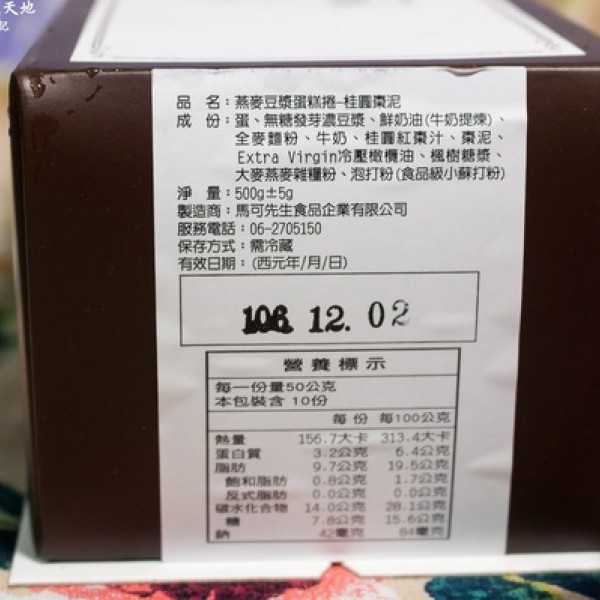 天地
記
品 名：燕麥豆漿蛋糕捲-桂圓棗泥
成 份：蛋、無糖發芽濃豆漿、鮮奶油(牛奶提煉)、
全麥麵粉、牛奶、桂圓紅棗汁、棗泥、
Extra Virgin冷壓橄欖油、楓樹糖漿、
大麥燕麥雜糧粉、泡打粉(食品級小蘇打粉)
淨 量：500g±5g
製造商：馬可先生食品企業有限公司
服務電話：06-2705150
保存方式：需冷藏
有效日期：(西元年/月/日)
106. 12. 02
營養標示
每一份量50公克
本包裝含 10份
每 份 每100公克
熱量 156.7大卡 313.4大卡
蛋白質 3.2公克 6.4公克
脂肪 9.7公克 19.5公克
飽和脂肪 0.8公克 1.7公克
反式脂肪 0.0公克 0.0公克
碳水化合物 14.0公克 28.1公克
糖 7.8公克 15.6公克
鈉 42毫克 84毫克